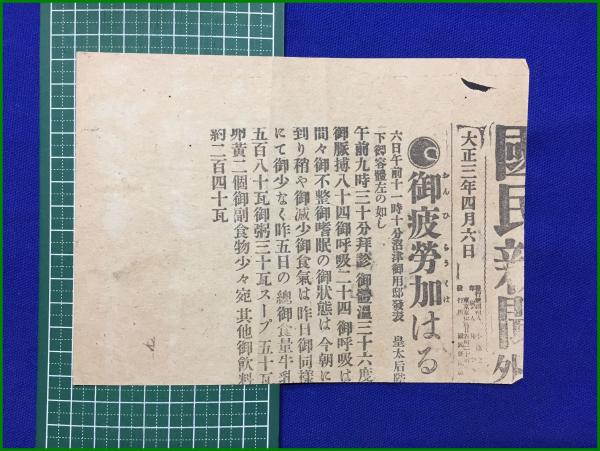 國民新聞
外
大正三年四月六日
御疲勞加はる
六日午前十一時十分沼津御用邸發表 皇太后陛
下御容體左の如し
午前九時三十分拜診御體温三十六度
御脈搏八十四御呼吸二十四 御呼吸は
間々御不整御嗜眠の御狀態は今朝に
到り稍や御減少御食氣は昨日御同樣
にて御少なく昨五日の總御食量牛乳
五百八十瓦御粥三十瓦スープ 五十瓦
卵黄二個御副食物少々宛 其他御飲料
約二百四十瓦